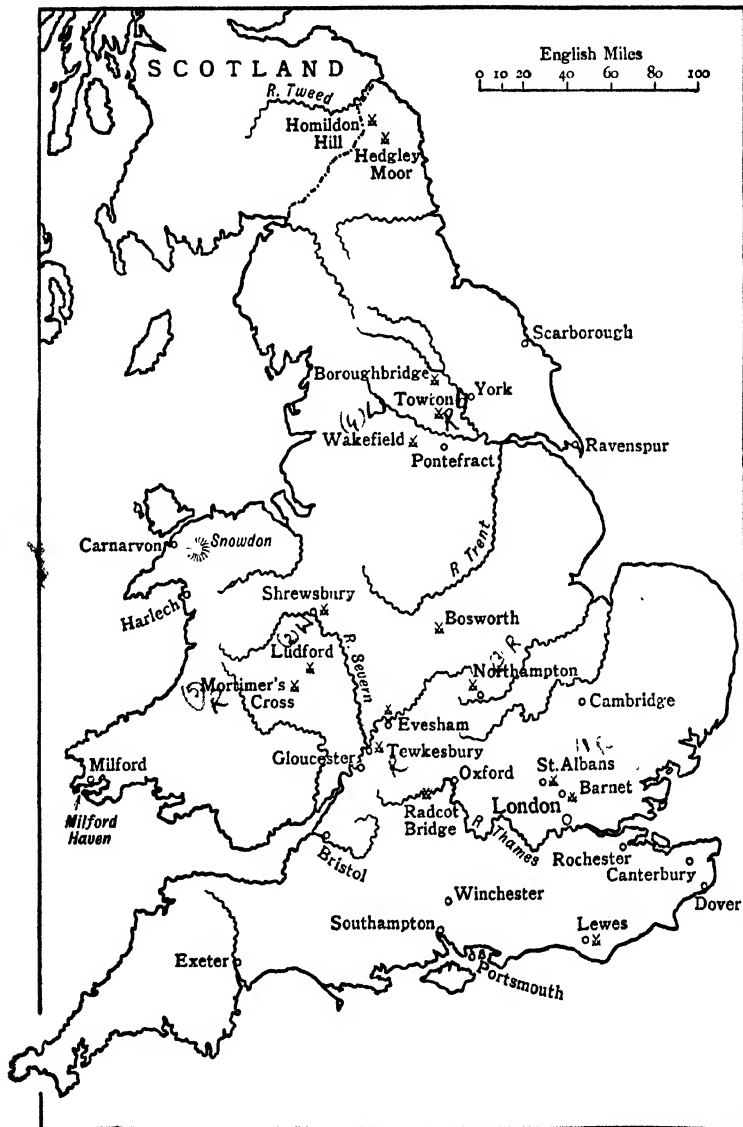 English Miles
0 10 20 40 60 80 100
SCOTLAND
R. Tweed
Homildon
Hill
Hedgley
Moor
Scarborough
Boroughbridge
York
Towton
(4)
R
Wakefield
Pontefract
Ravenspur
Carnarvon
Snowdon
R Trent
Harlech
Shrewsbury
(2)
Bosworth
Ludford
R. Severn
R
Northampton
Mortimer's
Cross
(5)
R
Cambridge
Evesham
Tewkesbury
Gloucester
Milford
Milford
Haven
Oxford
St. Albans
Barnet
London
Radcot
Bridge
R. Thames
Bristol
Rochester
Canterbury
Dover
Winchester
Southampton
Lewes
Exeter
Portsmouth